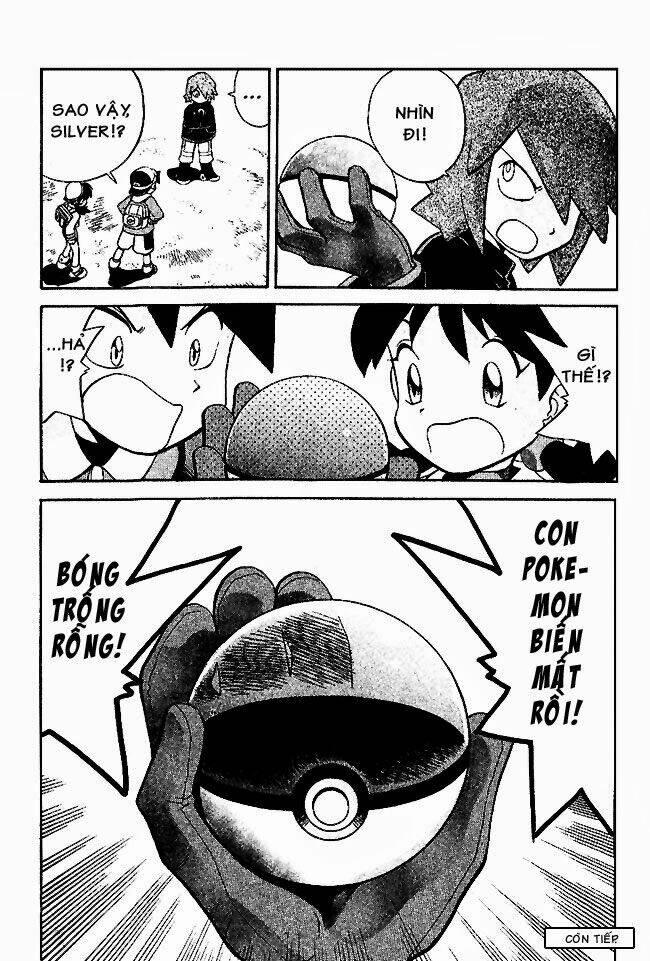 ...
SAO VẬY,
SILVER!?
NHÌN
ĐI!
...HẢ
!?
GÌ
THẾ!?
CON
POKE-
MON
BIẾN
MẤT
RỒI!
BÓNG
TRỐNG
RỖNG!
CÒN TIẾP